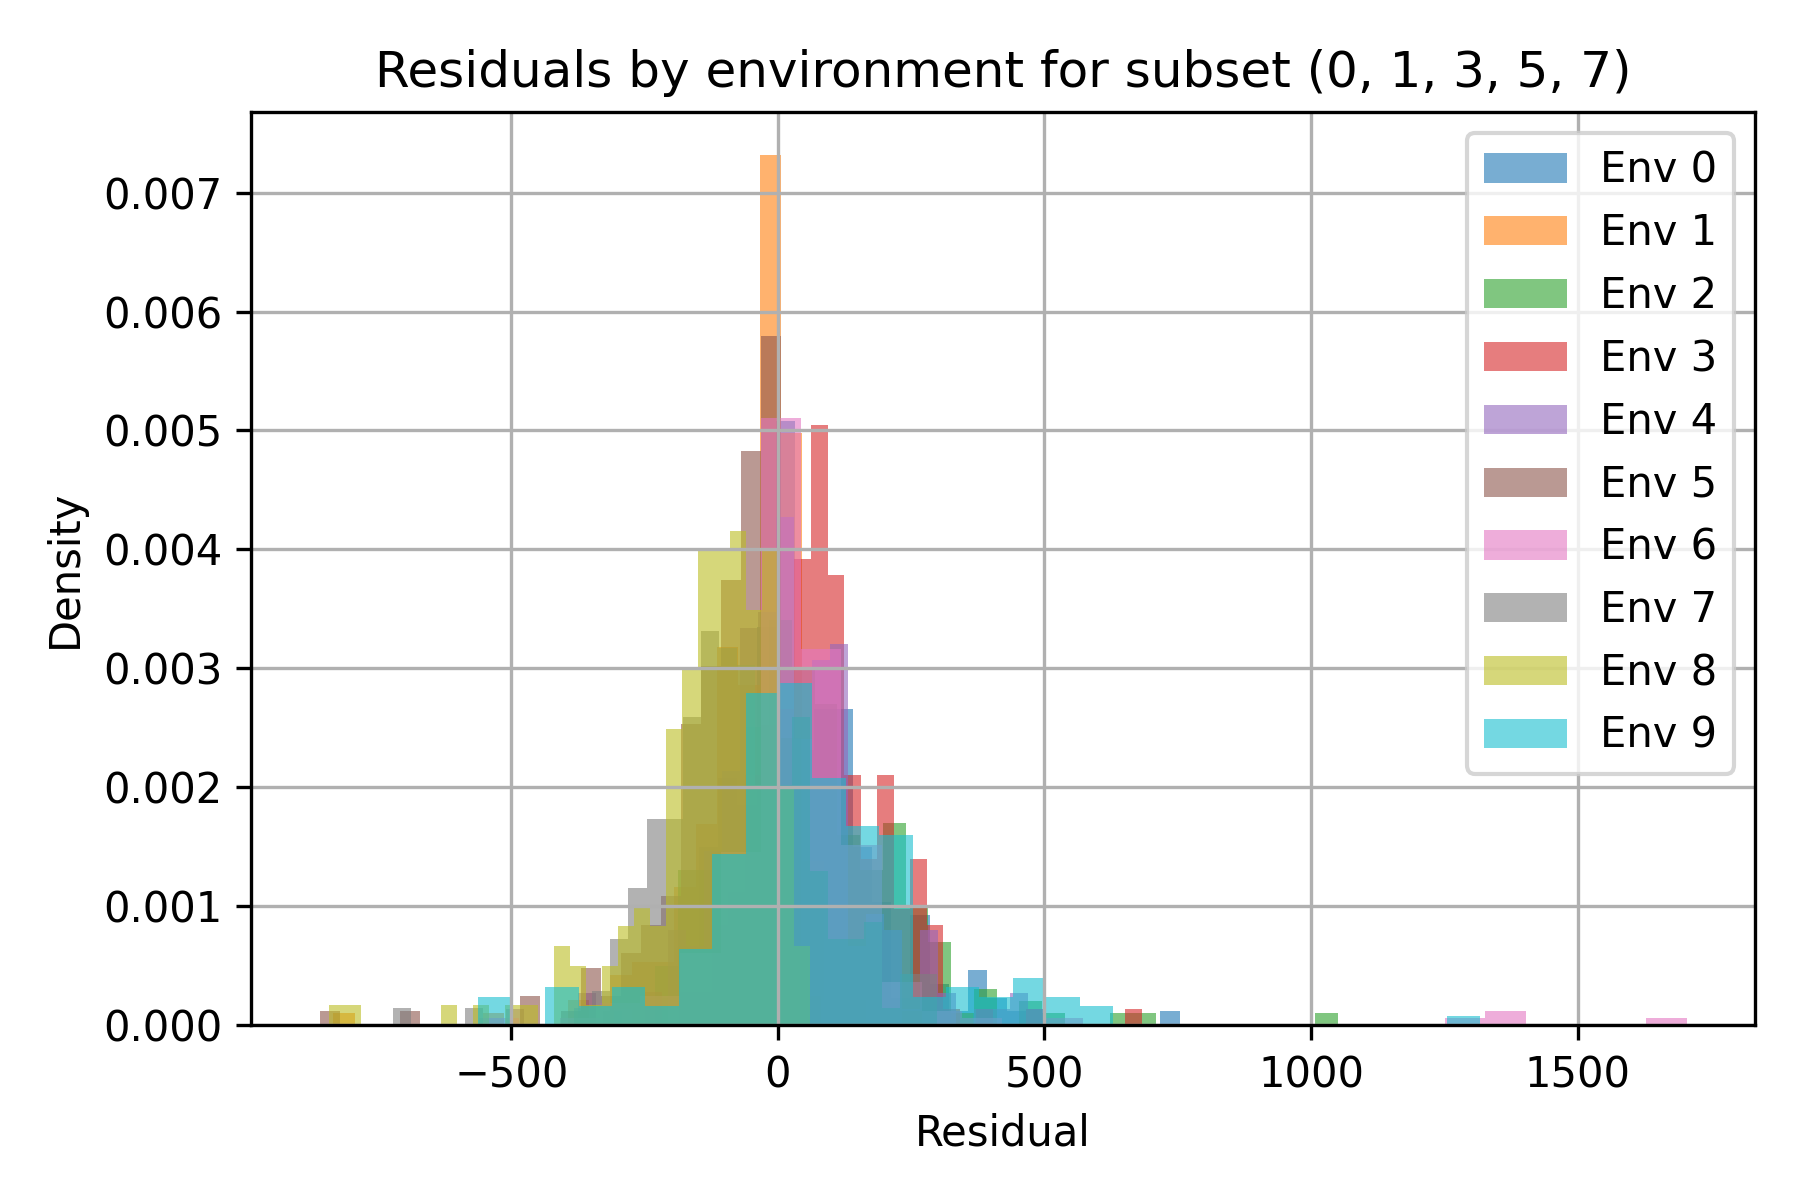 Residuals by environment for subset (0, 1, 3, 5, 7)
Density
0.007
0.006
0.005
0.004
0.003
0.002
0.001
0.000
Env 0
Env 1
Env 2
Env 3
Env 4
Env 5
Env 6
Env 7
Env 8
Env 9
−500
0
500
1000
1500
Residual